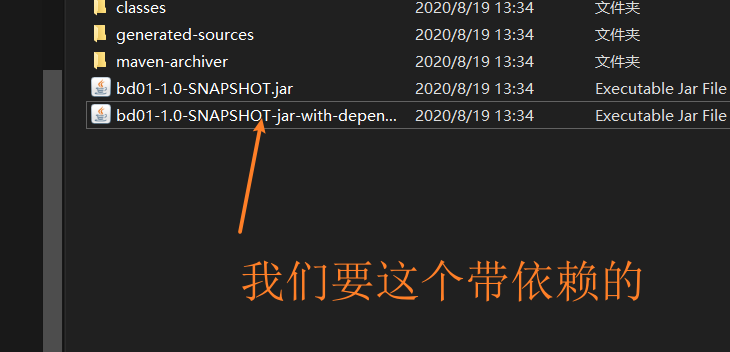 classes 2020/8/19 13:34 文件夹
generated-sources 2020/8/19 13:34 文件夹
maven-archiver 2020/8/19 13:34 文件夹
bd01-1.0-SNAPSHOT.jar 2020/8/19 13:34 Executable Jar File
bd01-1.0-SNAPSHOT-jar-with-depen... 2020/8/19 13:34 Executable Jar File
我们要这个带依赖的